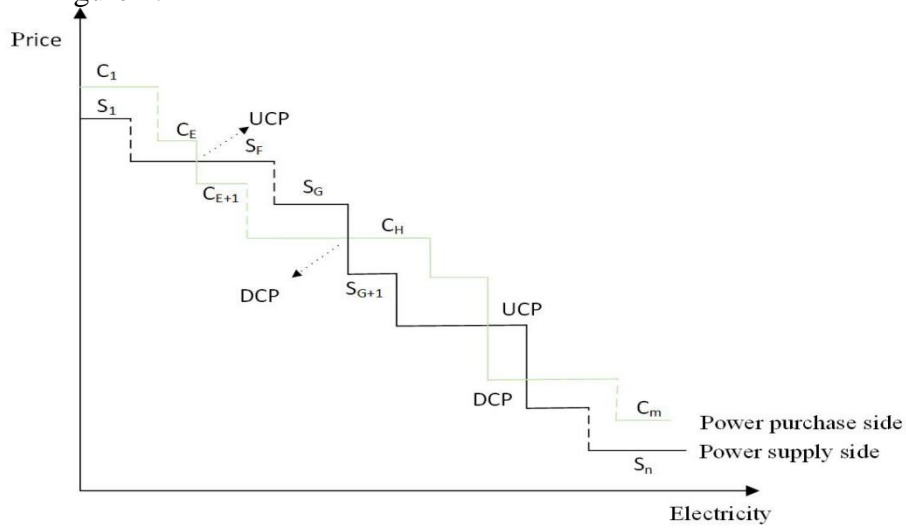 Price
C1
S1
UCP
CE
SF
CE+1
SG
CH
DCP
SG+1
UCP
DCP
Cm
Power purchase side
Power supply side
Sn
Electricity